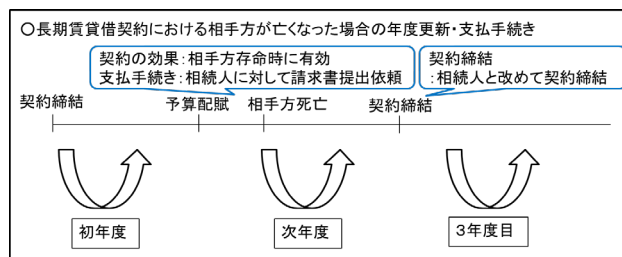 ○長期賃貸借契約における相手方が亡くなった場合の年度更新・支払手続き
契約の効果：相手方存命時に有効
支払手続き：相続人に対して請求書提出依頼
契約締結
：相続人と改めて契約締結
契約締結
予算配賦
相手方死亡
契約締結
初年度
次年度
３年度目